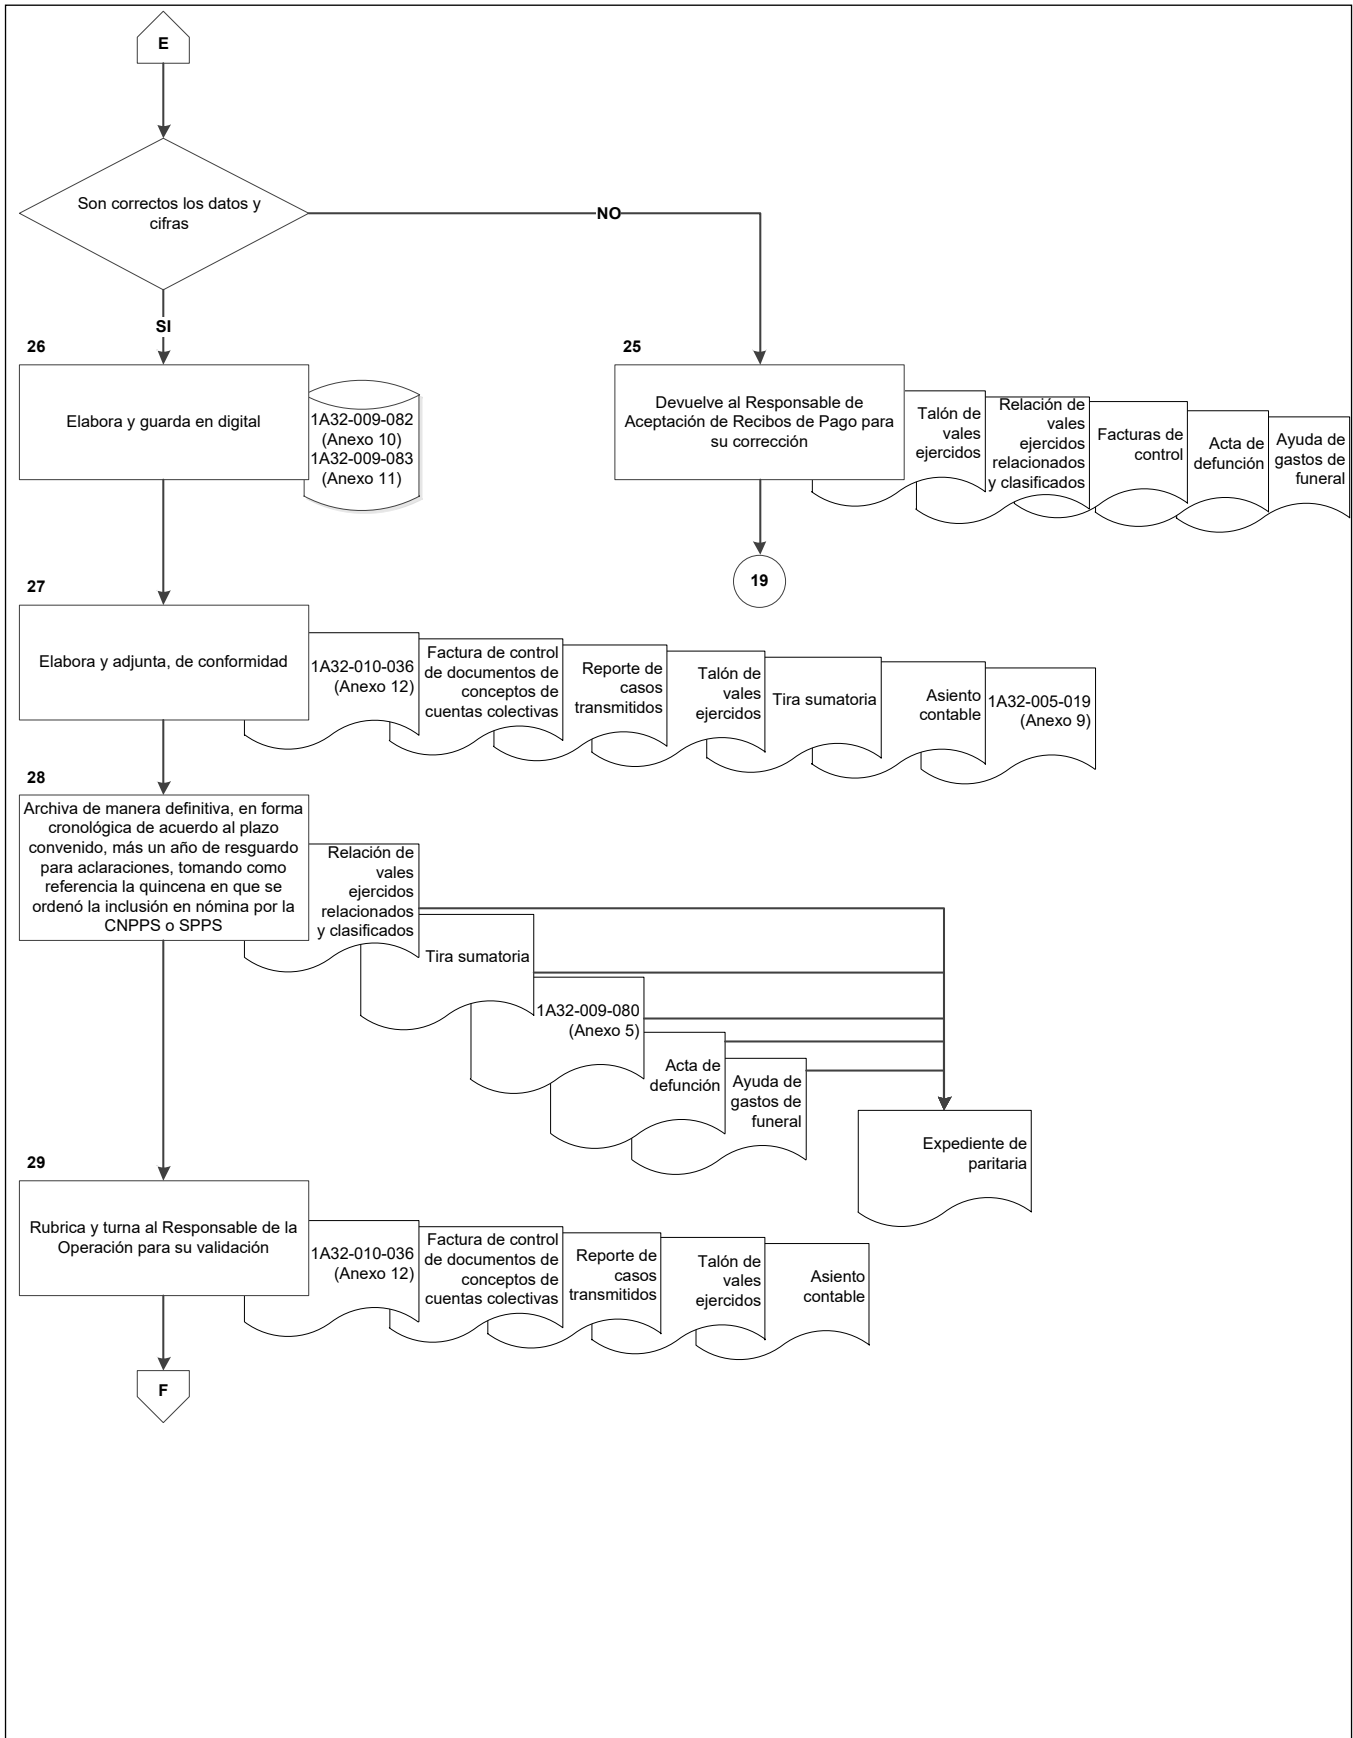 E
Son correctos los datos y
cifras
NO
SI
26
Elabora y guarda en digital
1A32-009-082
(Anexo 10)
1A32-009-083
(Anexo 11)
25
Devuelve al Responsable de
Aceptación de Recibos de Pago para
su corrección
Talón de
vales
ejercidos
Relación de
vales
ejercidos
relacionados
y clasificados
Facturas de
control
Acta de
defunción
Ayuda de
gastos de
funeral
19
27
Elabora y adjunta, de conformidad
1A32-010-036
(Anexo 12)
Factura de control
de documentos de
conceptos de
cuentas colectivas
Reporte de
casos
transmitidos
Talón de
vales
ejercidos
Tira sumatoria
Asiento
contable
1A32-005-019
(Anexo 9)
28
Archiva de manera definitiva, en forma
cronológica de acuerdo al plazo
convenido, más un año de resguardo
para aclaraciones, tomando como
referencia la quincena en que se
ordenó la inclusión en nómina por la
CNPPS o SPPS
Relación de
vales
ejercidos
relacionados
y clasificados
Tira sumatoria
1A32-009-080
(Anexo 5)
Acta de
defunción
Ayuda de
gastos de
funeral
Expediente de
paritaria
29
Rubrica y turna al Responsable de la
Operación para su validación
1A32-010-036
(Anexo 12)
Factura de control
de documentos de
conceptos de
cuentas colectivas
Reporte de
casos
transmitidos
Talón de
vales
ejercidos
Asiento
contable
F